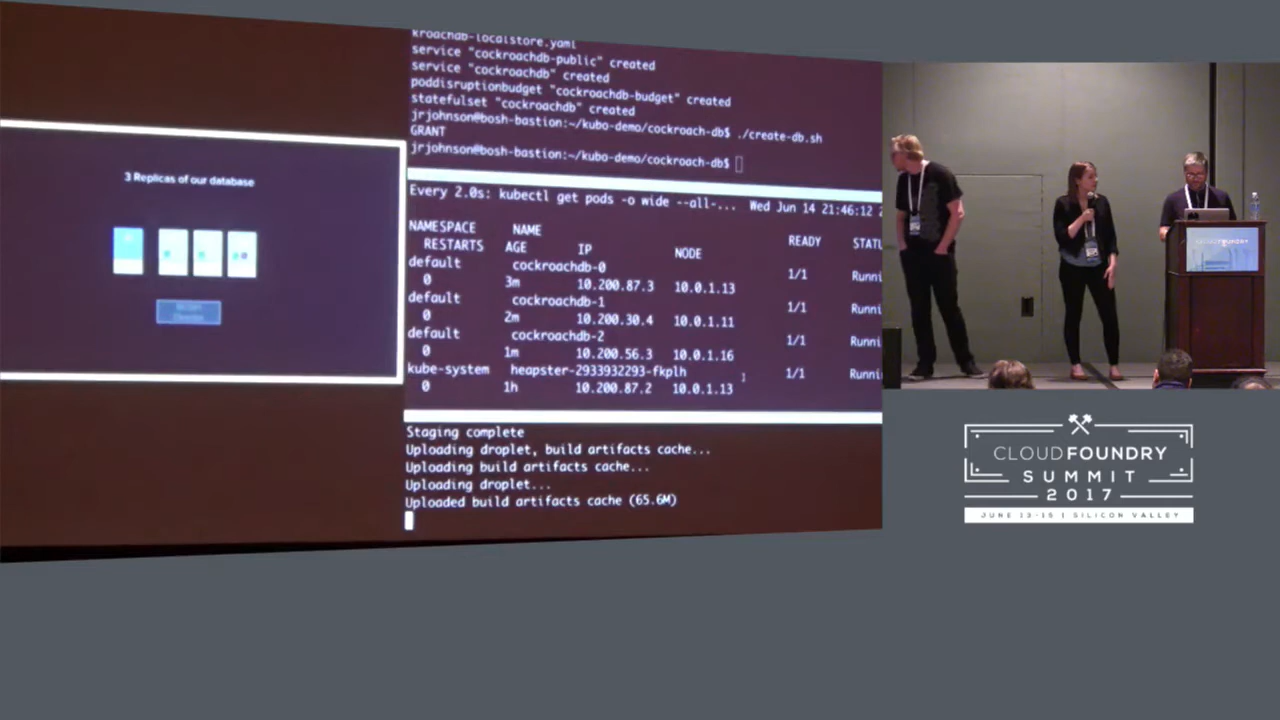 3 Replicas of our database
kroachdb-localstore.yaml
service "cockroachdb-public" created
service "cockroachdb" created
poddisruptionbudget "cockroachdb-budget" created
statefulset "cockroachdb" created
jrjohnson@bosh-bastion:~/kubo-demo/cockroach-db$ ./create-db.sh
GRANT
jrjohnson@bosh-bastion:~/kubo-demo/cockroach-db$
Every 2.0s: kubectl get pods -o wide --all-... Wed Jun 14 21:46:12 2
NAMESPACE NAME READY STATU
RESTARTS AGE IP NODE
default cockroachdb-0 1/1 Runni
0 3m 10.200.87.3 10.0.1.13
default cockroachdb-1 1/1 Runni
0 2m 10.200.30.4 10.0.1.11
default cockroachdb-2 1/1 Runni
0 1m 10.200.56.3 10.0.1.16
kube-system heapster-2933932293-fkplh 1/1 Runni
0 1h 10.200.87.2 10.0.1.13
Staging complete
Uploading droplet, build artifacts cache...
Uploading build artifacts cache...
Uploading droplet...
Uploaded build artifacts cache (65.6M)
CLOUD FOUNDRY
CLOUDFOUNDRY
SUMMIT
2017
JUNE 13-15 | SILICON VALLEY